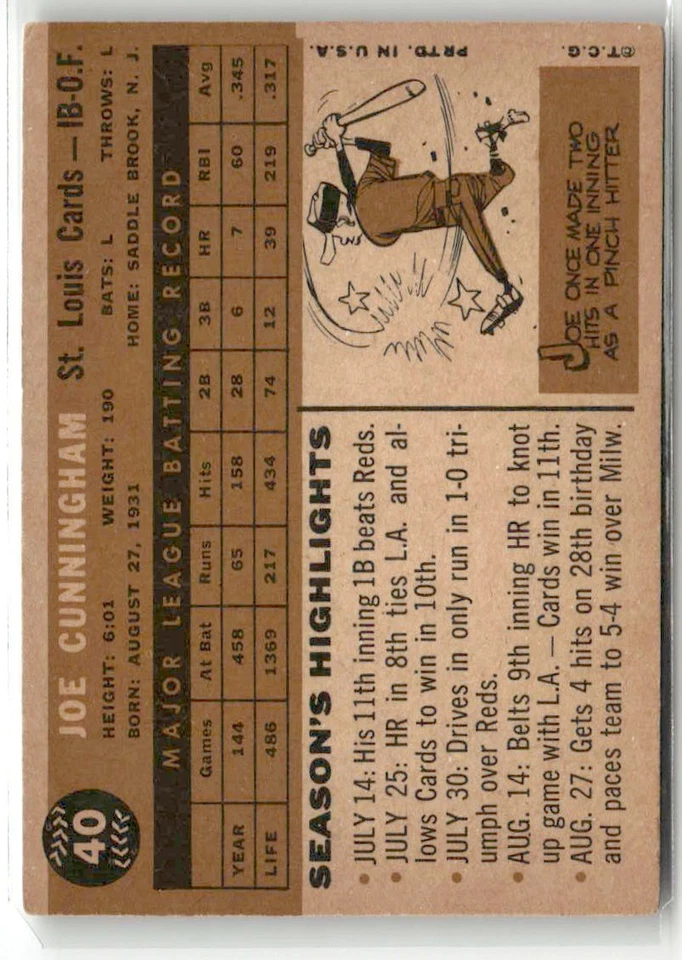 40
JOE CUNNINGHAM St. Louis Cards — IB-O.F.
HEIGHT: 6:01 WEIGHT: 190 BATS: L THROWS: L
BORN: AUGUST 27, 1931 HOME: SADDLE BROOK, N. J.
MAJOR LEAGUE BATTING RECORD
Games At Bat Runs Hits 2B 3B HR RBI Avg
YEAR 144 458 65 158 28 6 7 60 .345
LIFE 486 1369 217 434 74 12 39 219 .317
SEASON'S HIGHLIGHTS
• JULY 14: His 11th inning 1B beats Reds.
• JULY 25: HR in 8th ties L.A. and al-
lows Cards to win in 10th.
• JULY 30: Drives in only run in 1-0 tri-
umph over Reds.
• AUG. 14: Belts 9th inning HR to knot
up game with L.A. — Cards win in 11th.
• AUG. 27: Gets 4 hits on 28th birthday
and paces team to 5-4 win over Milw.
JOE ONCE MADE TWO
HITS IN ONE INNING
AS A PINCH HITTER
©T.C.G. PRTD. IN U.S.A.